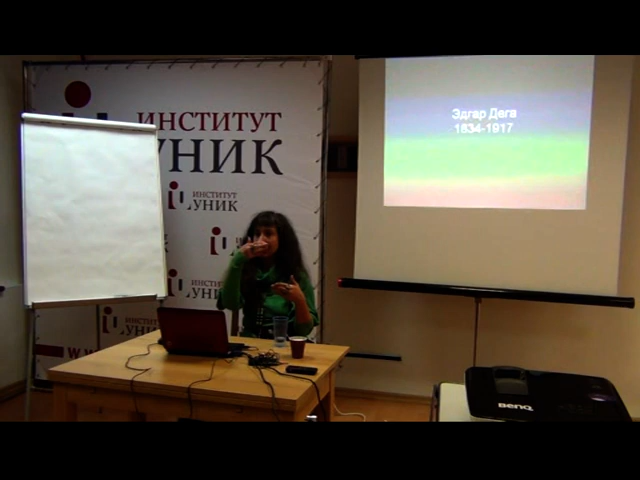 ИНСТИТУТ
УНИК
ИНСТИТУТ
УНИК
ИНСТИТУТ
УНИК
Эдгар Дега
1834-1917
BENQ